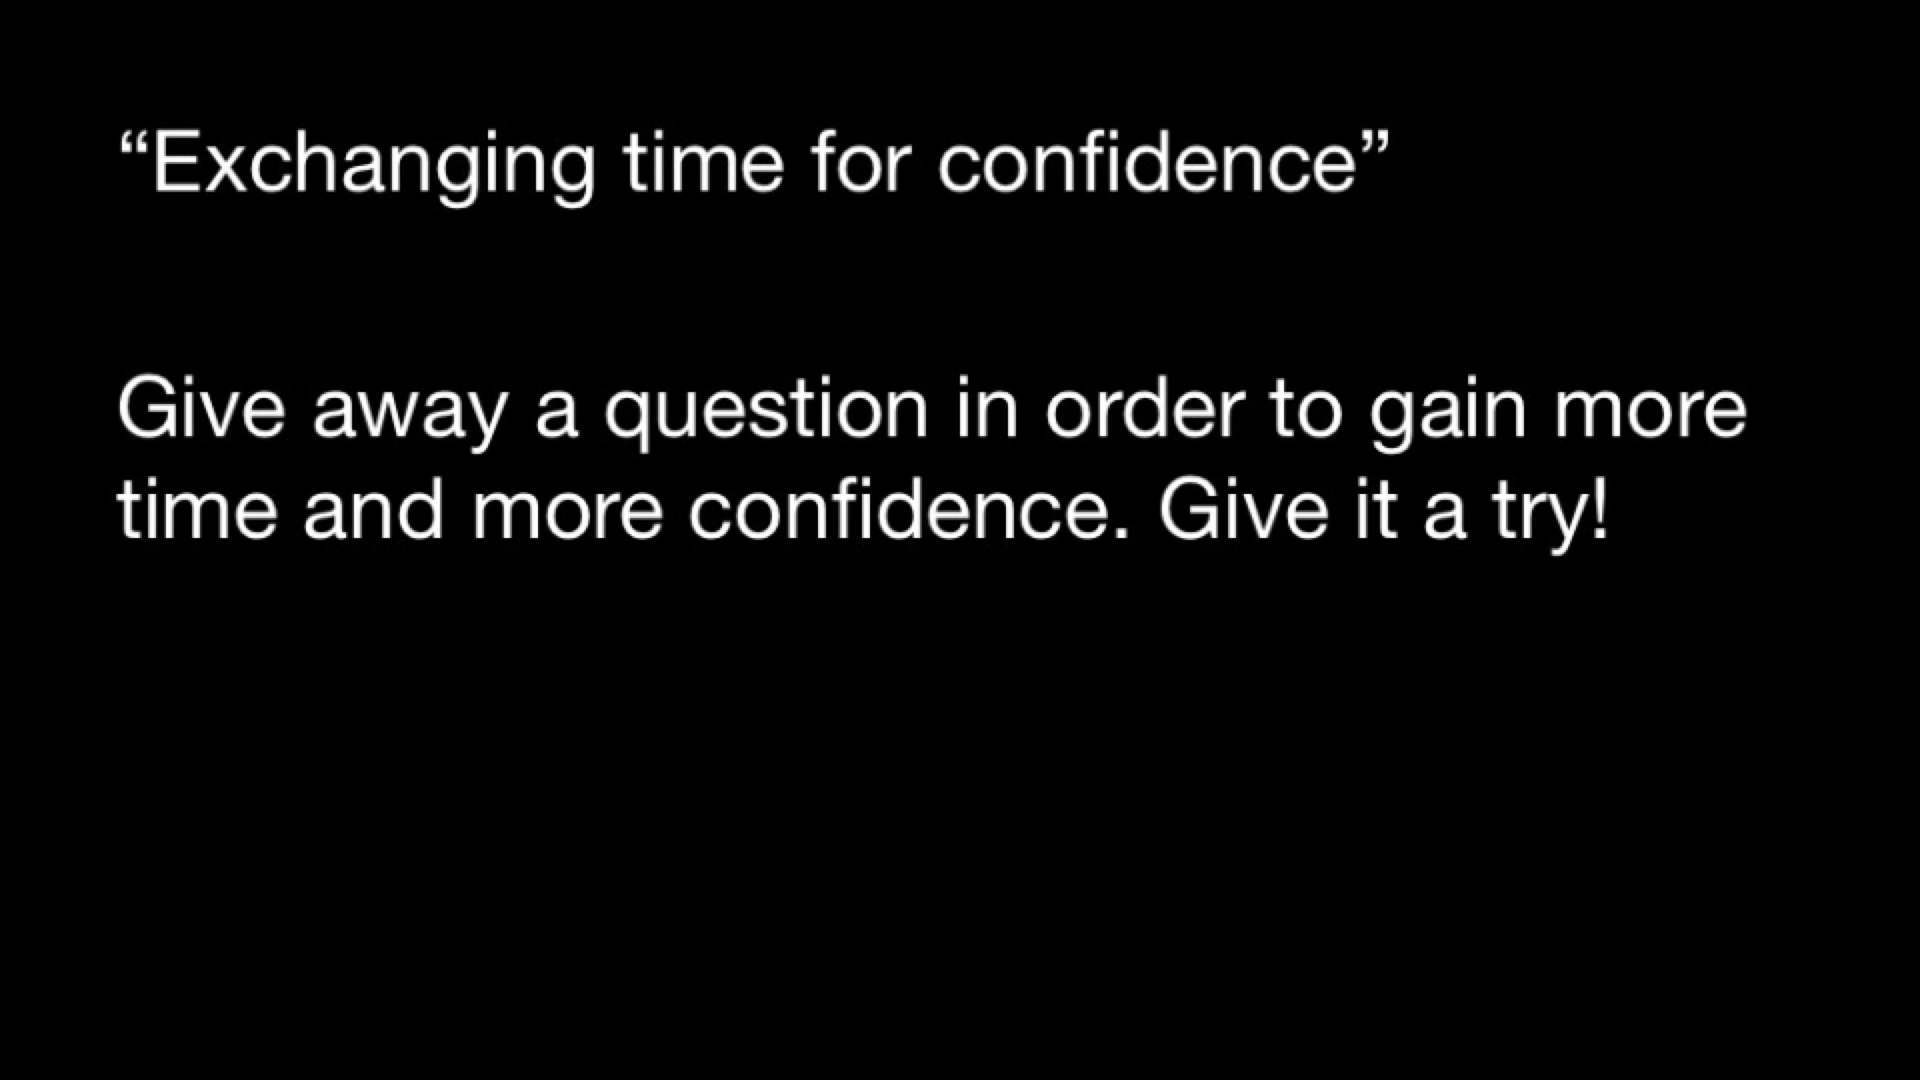 “Exchanging time for confidence”
Give away a question in order to gain more
time and more confidence. Give it a try!